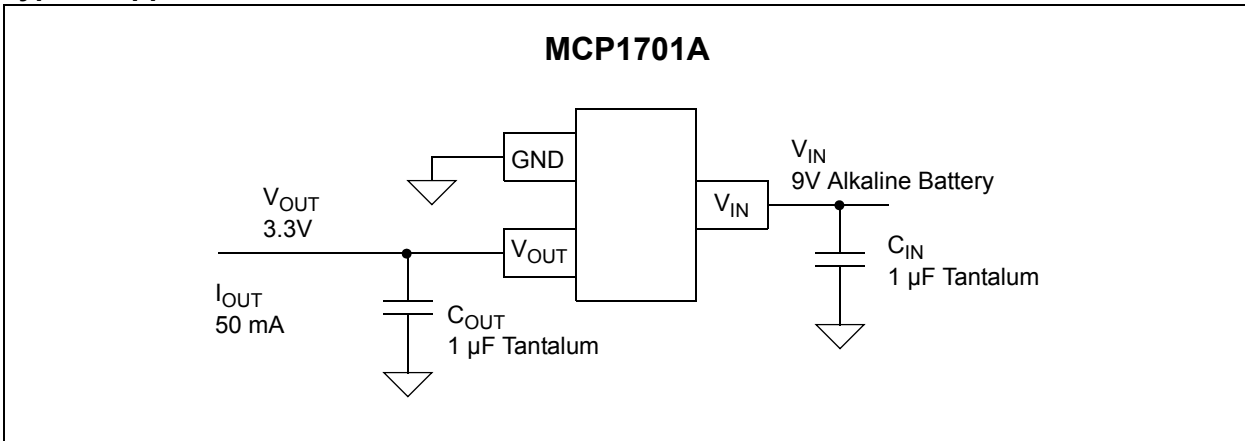 MCP1701A
GND
V_IN
9V Alkaline Battery
V_OUT
3.3V
V_IN
V_OUT
C_IN
1 µF Tantalum
I_OUT
50 mA
C_OUT
1 µF Tantalum